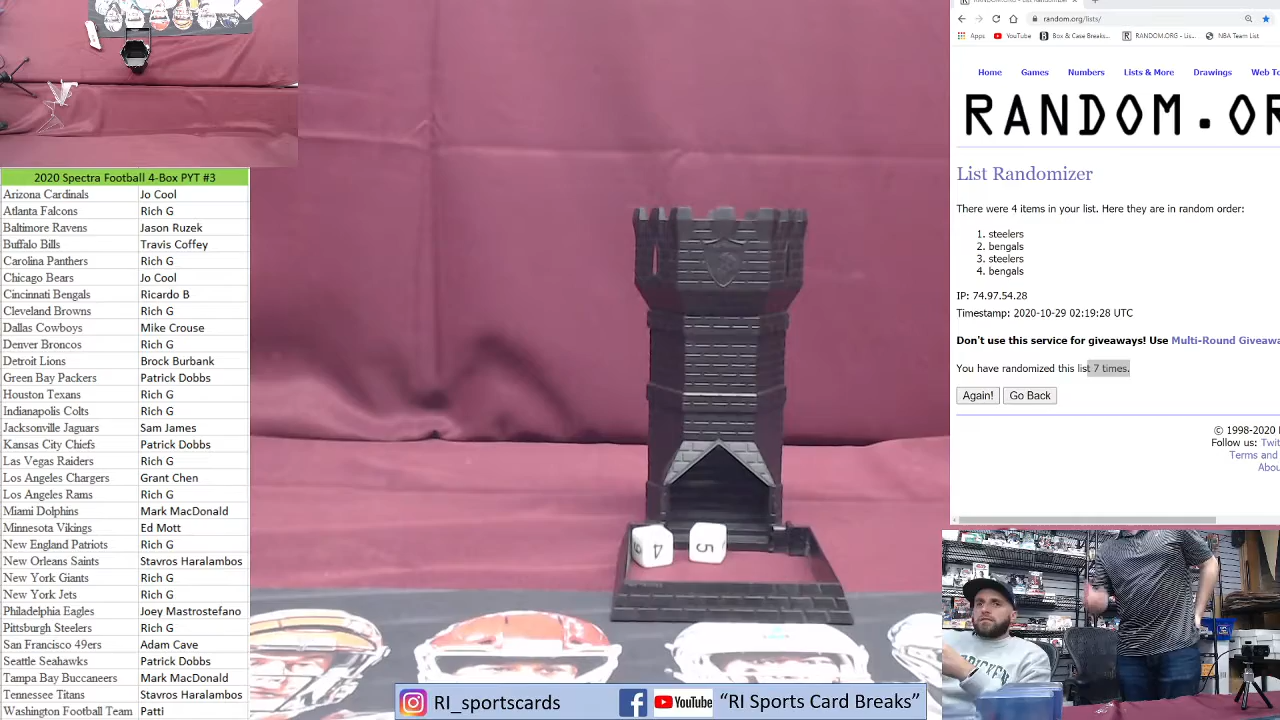 2020 Spectra Football 4-Box PYT #3
Arizona Cardinals Jo Cool
Atlanta Falcons Rich G
Baltimore Ravens Jason Ruzek
Buffalo Bills Travis Coffey
Carolina Panthers Rich G
Chicago Bears Jo Cool
Cincinnati Bengals Ricardo B
Cleveland Browns Rich G
Dallas Cowboys Mike Crouse
Denver Broncos Rich G
Detroit Lions Brock Burbank
Green Bay Packers Patrick Dobbs
Houston Texans Rich G
Indianapolis Colts Rich G
Jacksonville Jaguars Sam James
Kansas City Chiefs Patrick Dobbs
Las Vegas Raiders Rich G
Los Angeles Chargers Grant Chen
Los Angeles Rams Rich G
Miami Dolphins Mark MacDonald
Minnesota Vikings Ed Mott
New England Patriots Rich G
New Orleans Saints Stavros Haralambos
New York Giants Rich G
New York Jets Rich G
Philadelphia Eagles Joey Mastrostefano
Pittsburgh Steelers Rich G
San Francisco 49ers Adam Cave
Seattle Seahawks Patrick Dobbs
Tampa Bay Buccaneers Mark MacDonald
Tennessee Titans Stavros Haralambos
Washington Football Team Patti
4 5
RI_sportscards YouTube “RI Sports Card Breaks”
random.org/lists/
Apps YouTube Box & Case Breaks... RANDOM.ORG - Lis... NBA Team List
Home Games Numbers Lists & More Drawings Web To
RANDOM.OR
List Randomizer
There were 4 items in your list. Here they are in random order:
1. steelers
2. bengals
3. steelers
4. bengals
IP: 74.97.54.28
Timestamp: 2020-10-29 02:19:28 UTC
Don't use this service for giveaways! Use Multi-Round Giveawa
You have randomized this list 7 times.
Again! Go Back
© 1998-2020
Follow us: Twit
Terms and
Abou